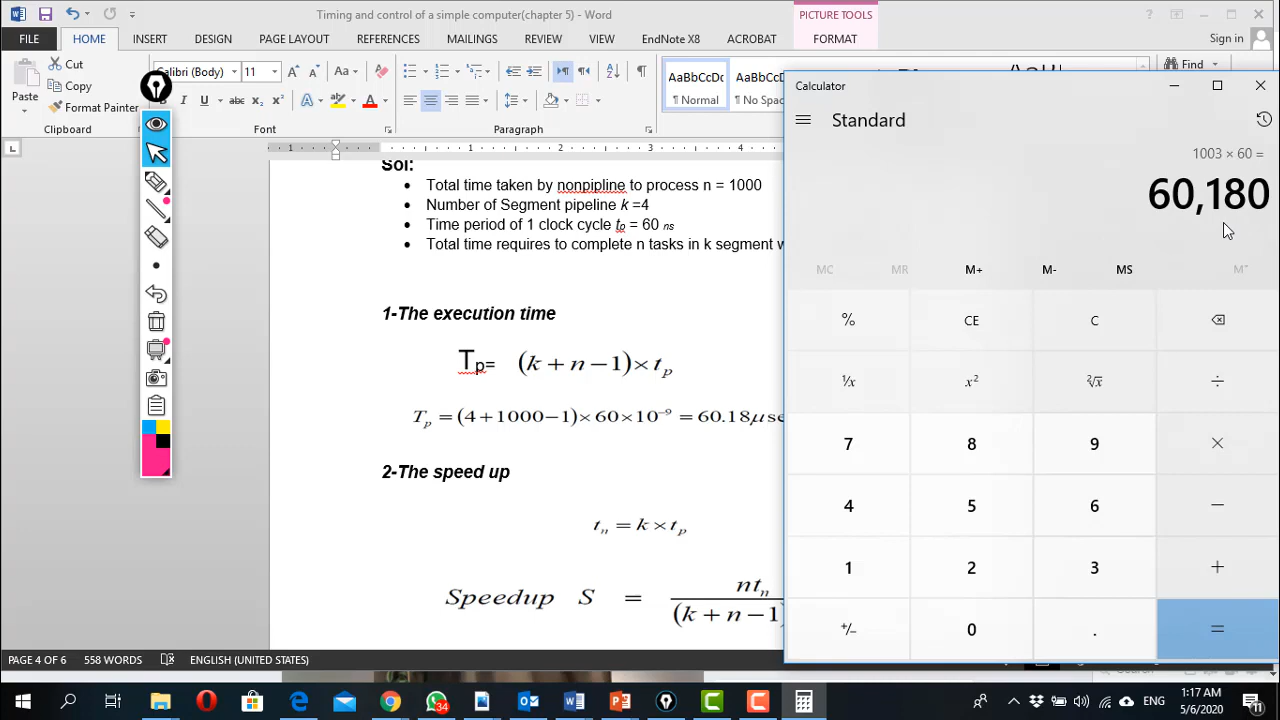 Timing and control of a simple computer(chapter 5) - Word
PICTURE TOOLS
FILE HOME INSERT DESIGN PAGE LAYOUT REFERENCES MAILINGS REVIEW VIEW EndNote X8 ACROBAT FORMAT
Sign in
Paste
Cut
Copy
Format Painter
Clipboard
Calibri (Body) 11
Font
Paragraph
AaBbCcDc
¶ Normal
AaBbCcDc
¶ No Spac
Find
Sol:
• Total time taken by nonpipline to process n = 1000
• Number of Segment pipeline k =4
• Time period of 1 clock cycle tp = 60 ns
• Total time requires to complete n tasks in k segment w
1-The execution time
Tp= (k + n − 1) × tp
Tp = (4 + 1000 − 1) × 60 × 10⁻⁹ = 60.18μ se
2-The speed up
tn = k × tp
Speedup S = ntn
(k + n − 1)
Calculator
Standard
1003 × 60 =
60,180
MC MR M+ M- MS M˅
% CE C
¹/x x² ²√x ÷
7 8 9 ×
4 5 6 −
1 2 3 +
+/− 0 . =
PAGE 4 OF 6 558 WORDS ENGLISH (UNITED STATES)
34
ENG
1:17 AM
5/6/2020
11